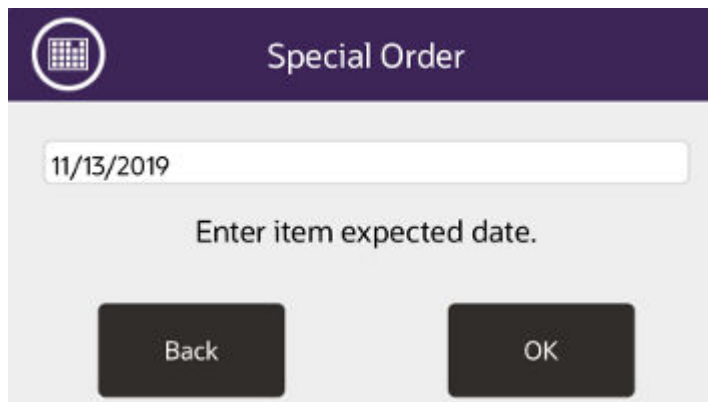 Special Order
11/13/2019
Enter item expected date.
Back
OK